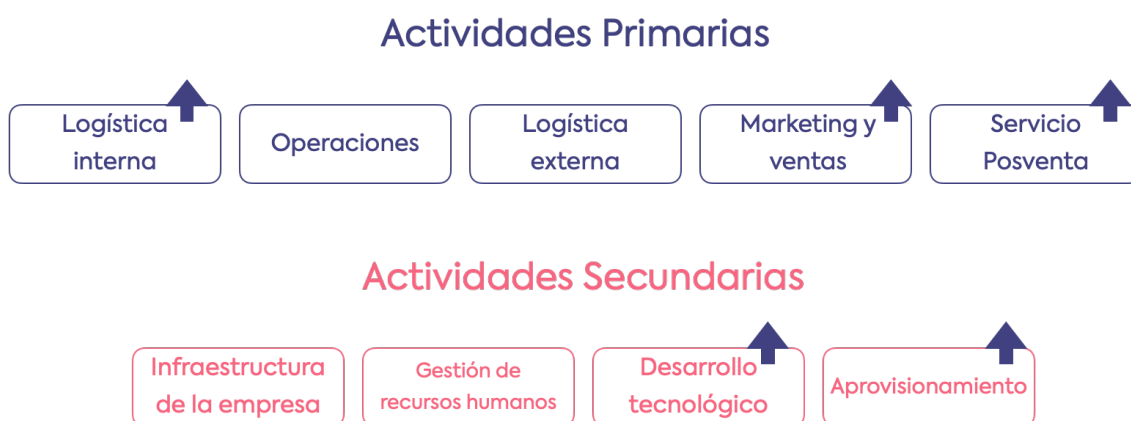 Actividades Primarias
Logística
interna
Operaciones
Logística
externa
Marketing y
ventas
Servicio
Posventa
Actividades Secundarias
Infraestructura
de la empresa
Gestión de
recursos humanos
Desarrollo
tecnológico
Aprovisionamiento